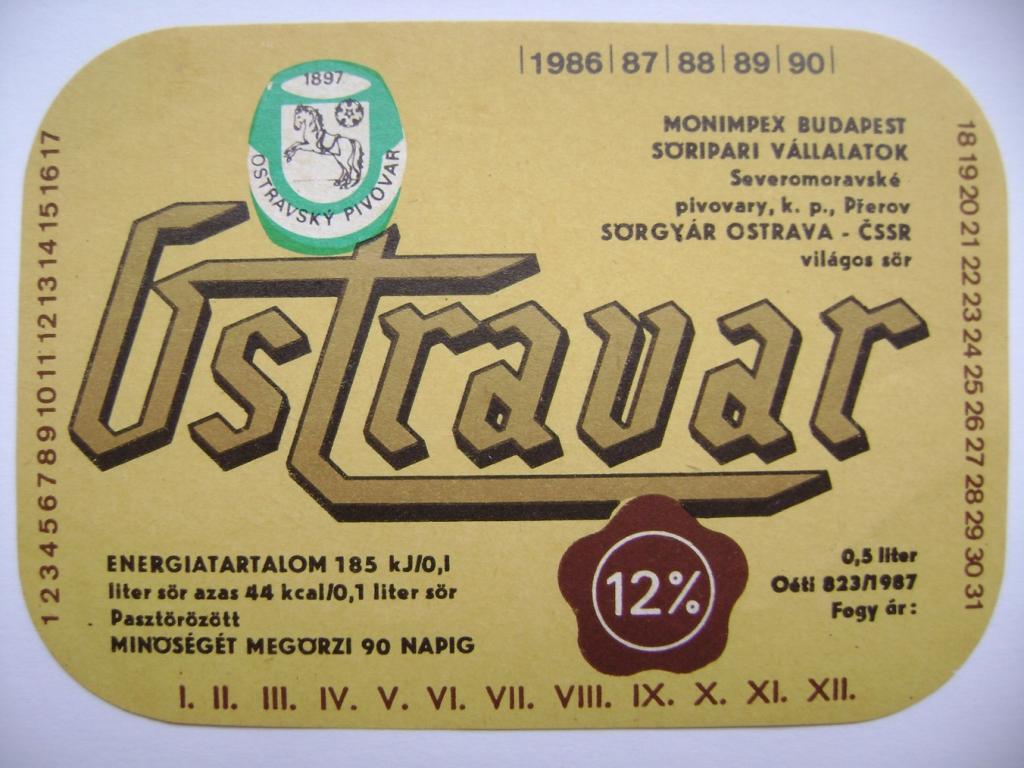 |1986|87|88|89|90|
1897
OSTRAVSKÝ PIVOVAR
MONIMPEX BUDAPEST
SÖRIPARI VÁLLALATOK
Severomoravské
pivovary, k. p., Přerov
SÖRGYÁR OSTRAVA - ČSSR
világos sör
Ostravar
1 2 3 4 5 6 7 8 9 10 11 12 13 14 15 16 17
18 19 20 21 22 23 24 25 26 27 28 29 30 31
ENERGIATARTALOM 185 kJ/0,l
liter sör azas 44 kcal/0,1 liter sör
Pasztörözött
MINÖSÉGÉT MEGÖRZI 90 NAPIG
12%
0,5 liter
Oéti 823/1987
Fogy ár:
I. II. III. IV. V. VI. VII. VIII. IX. X. XI. XII.